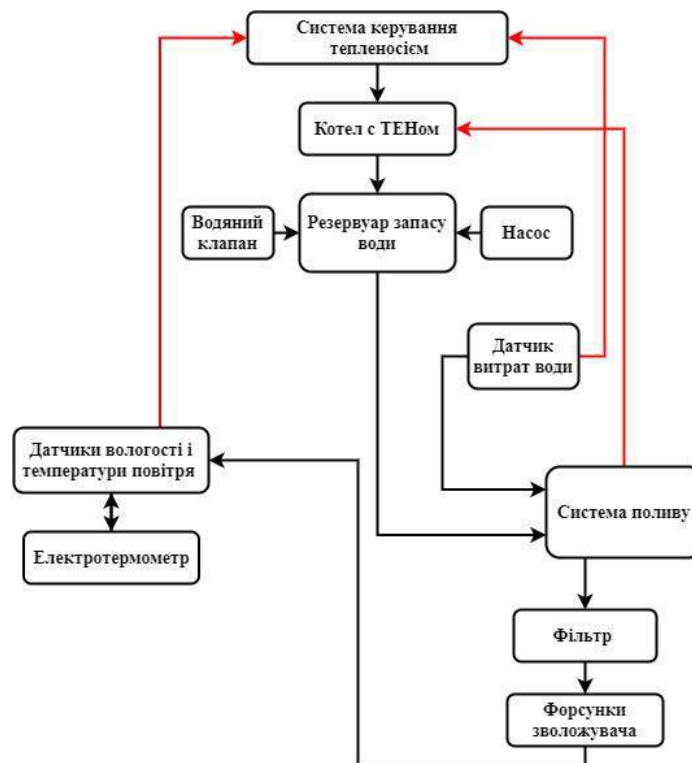 Система керування
тепленосієм
Котел с ТЕНом
Водяний
клапан
Резервуар запасу
води
Насос
Датчик
витрат води
Датчики вологості і
температури повітря
Система поливу
Електротермометр
Фільтр
Форсунки
зволожувача